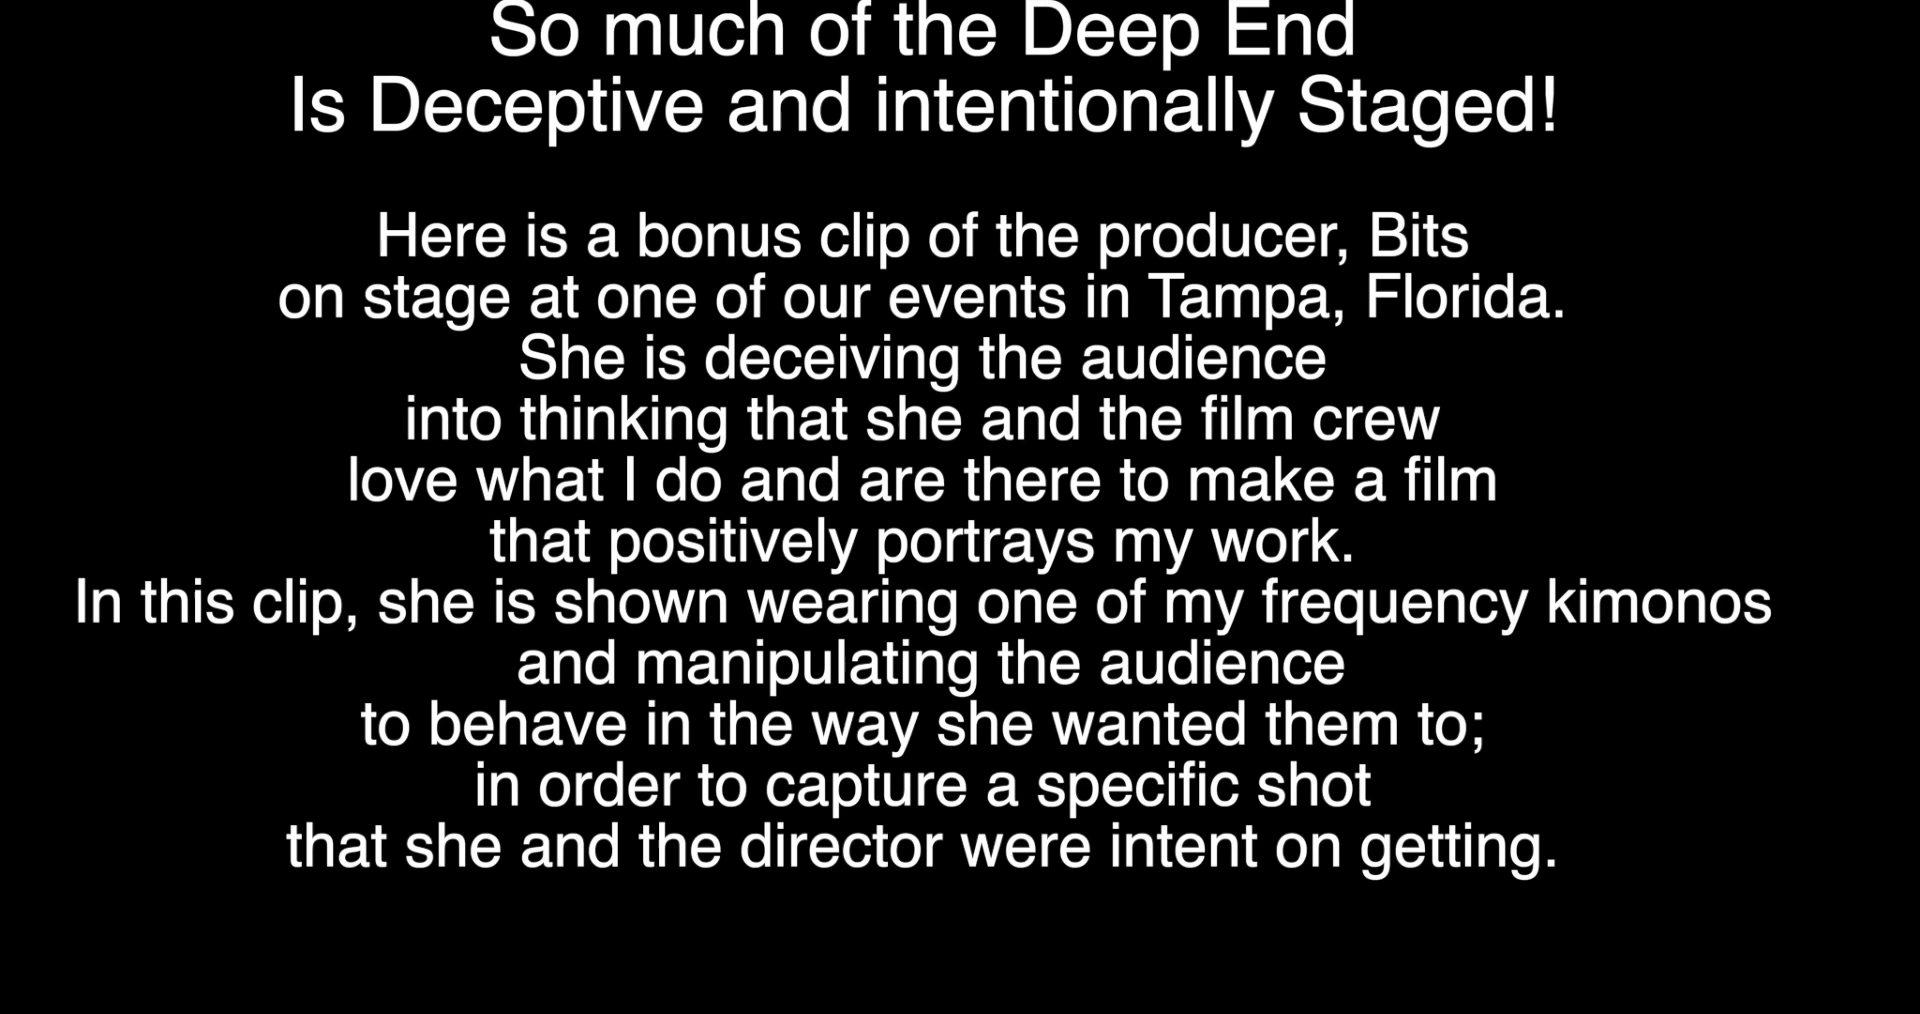 So much of the Deep End
Is Deceptive and intentionally Staged!
Here is a bonus clip of the producer, Bits
on stage at one of our events in Tampa, Florida.
She is deceiving the audience
into thinking that she and the film crew
love what I do and are there to make a film
that positively portrays my work.
In this clip, she is shown wearing one of my frequency kimonos
and manipulating the audience
to behave in the way she wanted them to;
in order to capture a specific shot
that she and the director were intent on getting.